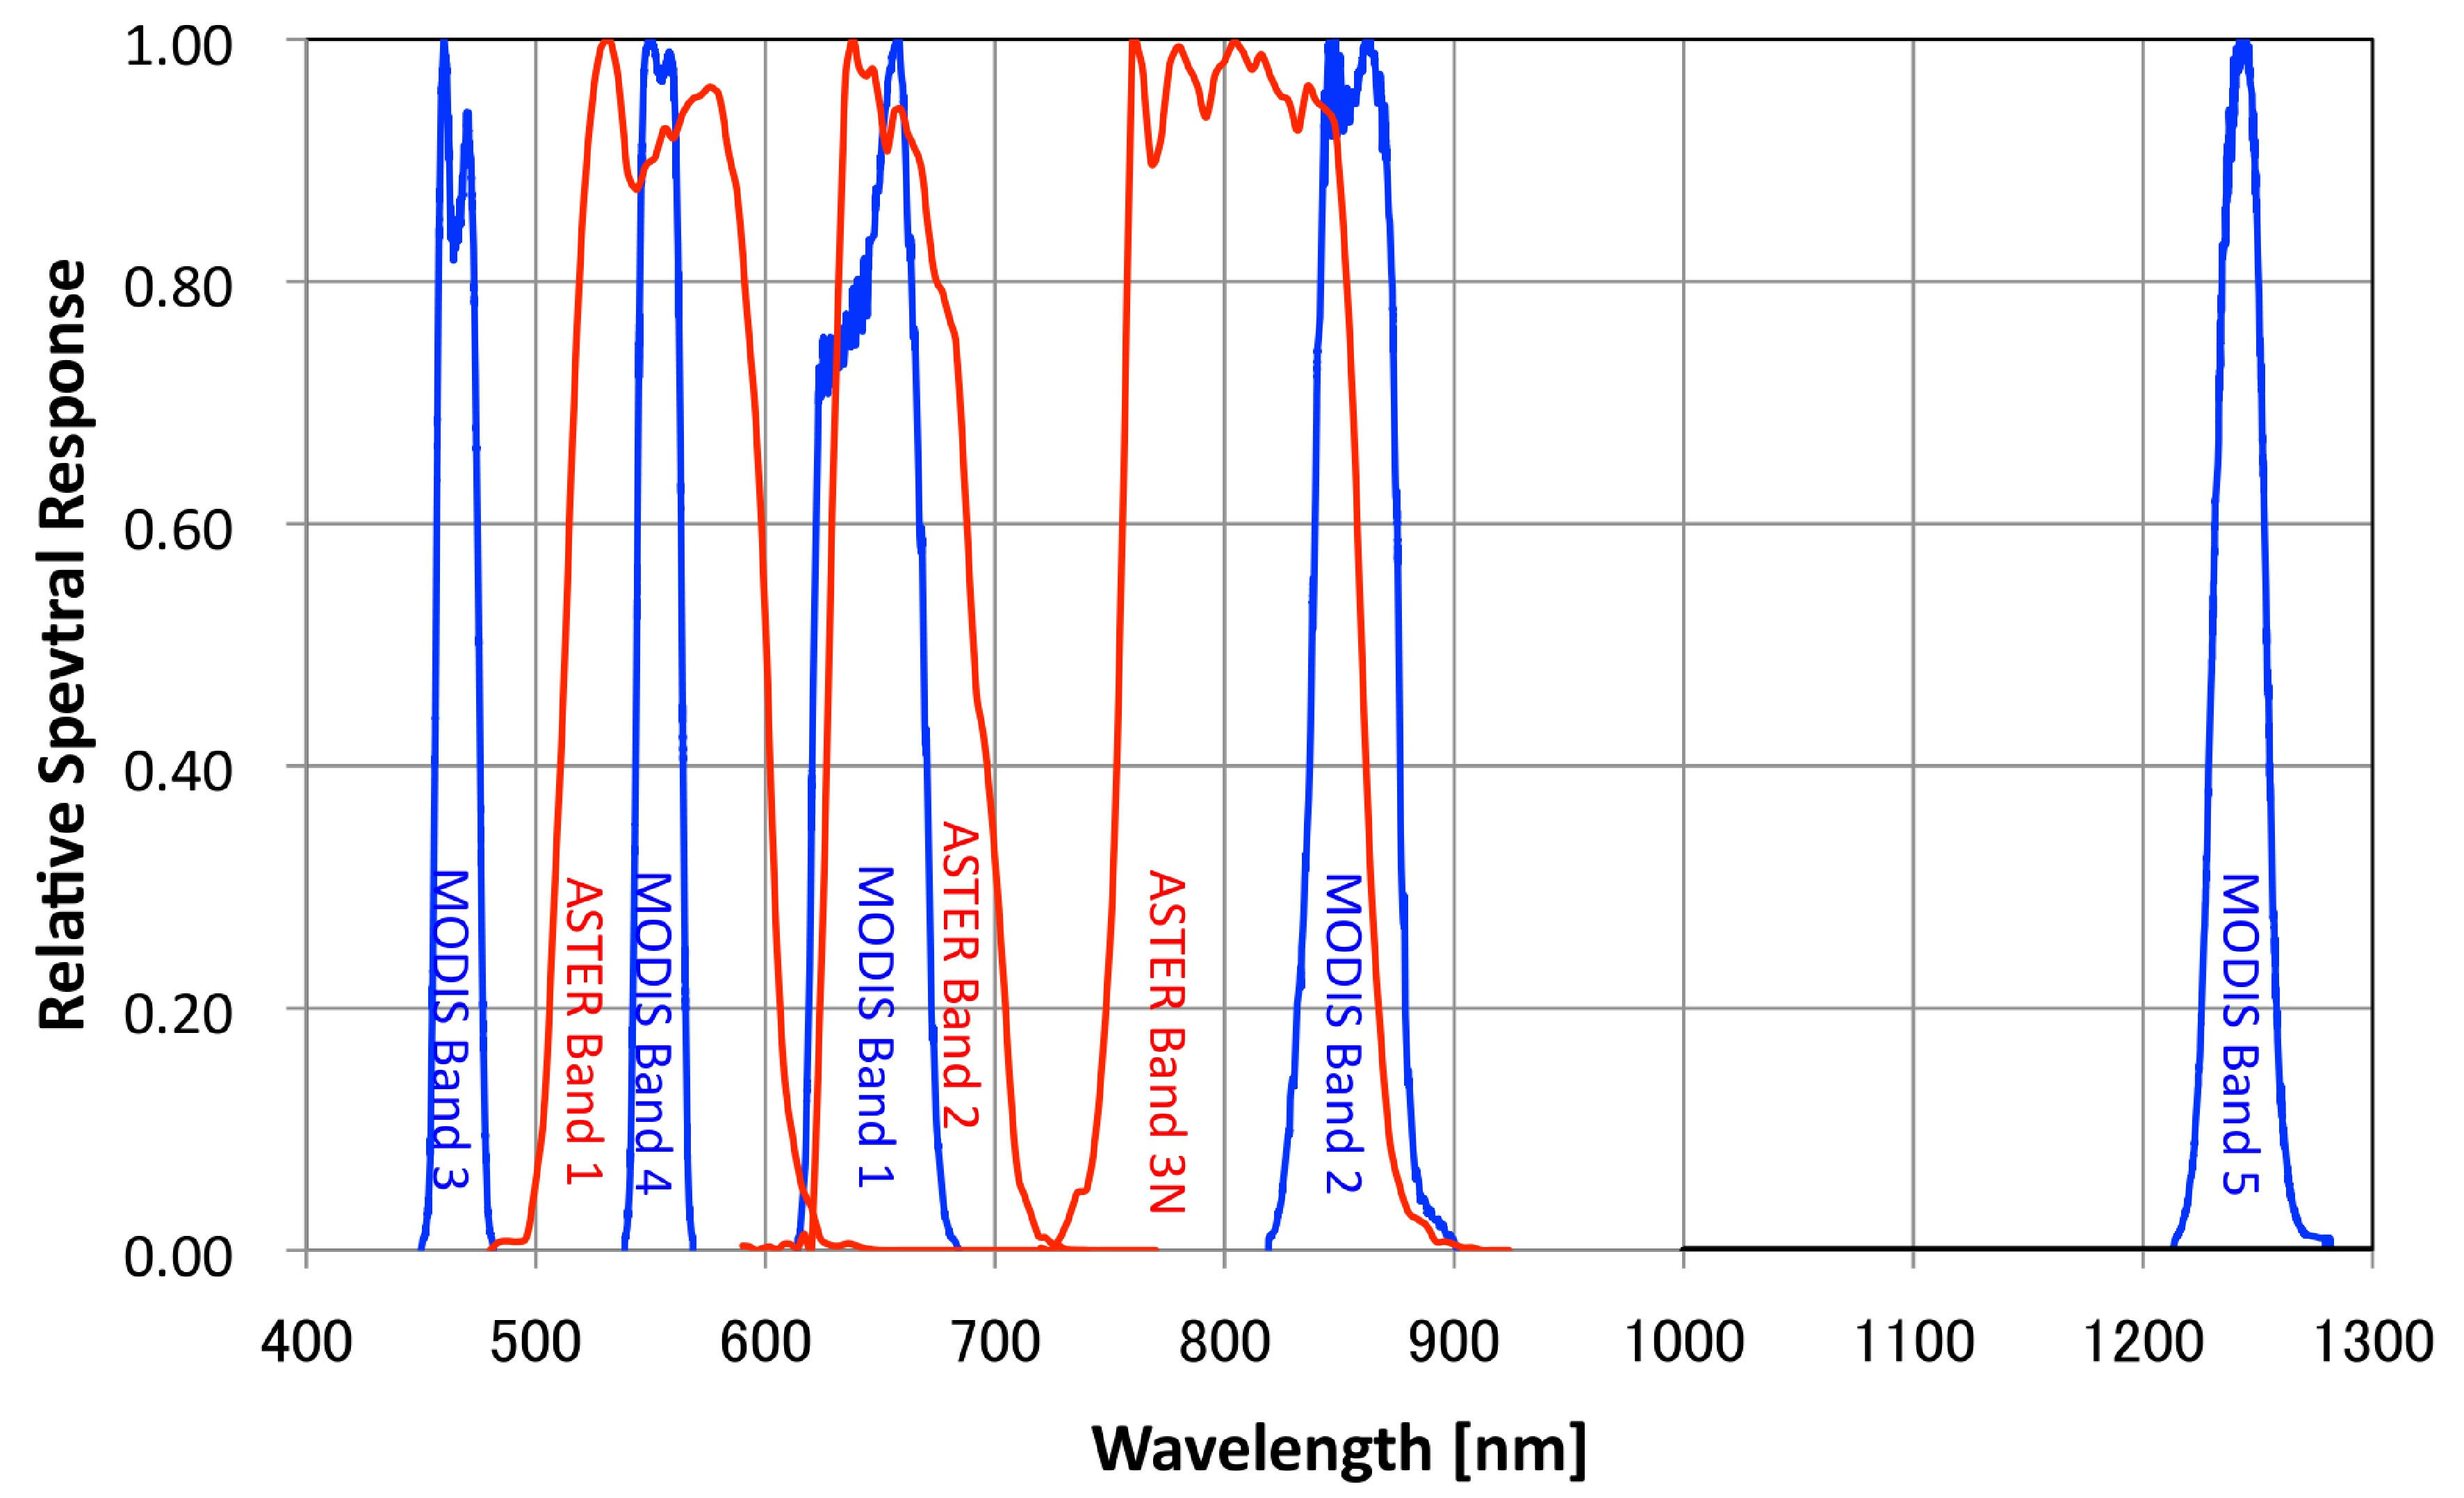 Relative Spevtral Response
1.00
0.80
0.60
0.40
0.20
0.00
MODIS Band 3
ASTER Band 1
MODIS Band 4
MODIS Band 1
ASTER Band 2
ASTER Band 3N
MODIS Band 2
MODIS Band 5
400 500 600 700 800 900 1000 1100 1200 1300
Wavelength [nm]